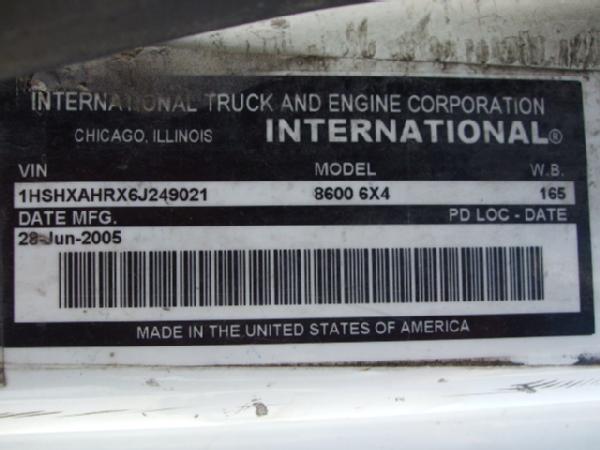 INTERNATIONAL TRUCK AND ENGINE CORPORATION
CHICAGO, ILLINOIS INTERNATIONAL®
VIN MODEL W.B.
1HSHXAHRX6J249021 8600 6X4 165
DATE MFG. PD LOC - DATE
28-Jun-2005
MADE IN THE UNITED STATES OF AMERICA